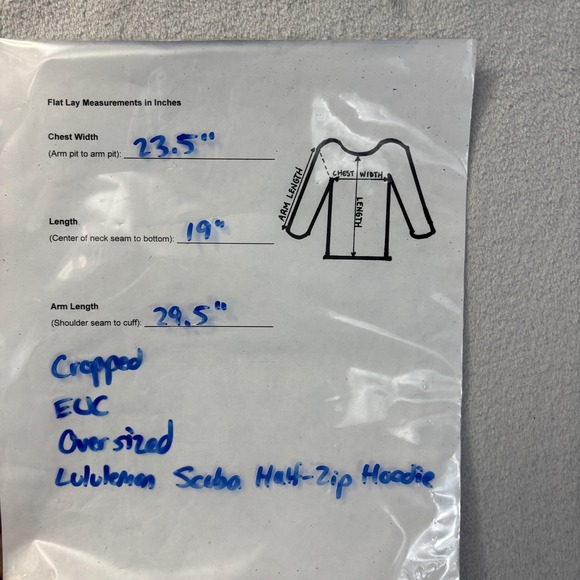 Flat Lay Measurements in Inches
Chest Width
(Arm pit to arm pit): 23.5"
Length
(Center of neck seam to bottom): 19"
Arm Length
(Shoulder seam to cuff): 29.5"
ARM LENGTH
CHEST WIDTH
LENGTH
Cropped
EUC
Oversized
Lululemon Scuba Half-Zip Hoodie